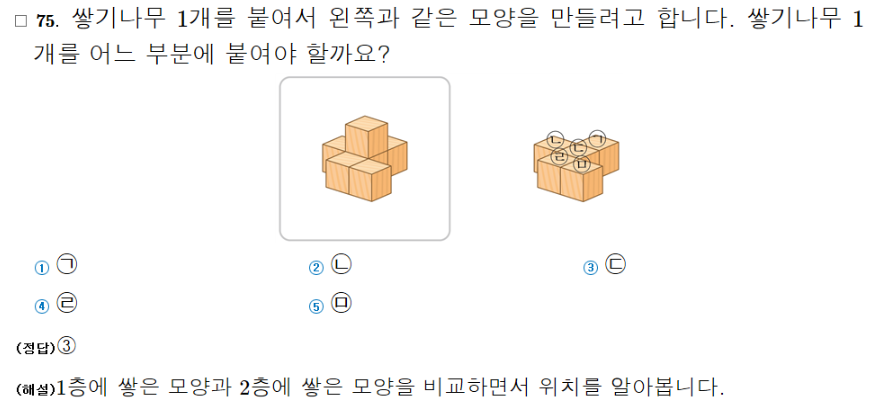 □ 75. 쌓기나무 1개를 붙여서 왼쪽과 같은 모양을 만들려고 합니다. 쌓기나무 1
개를 어느 부분에 붙여야 할까요?
㉡ ㉢ ㉠
㉣ ㉤
① ㉠ ② ㉡ ③ ㉢
④ ㉣ ⑤ ㉤
(정답)③
(해설)1층에 쌓은 모양과 2층에 쌓은 모양을 비교하면서 위치를 알아봅니다.